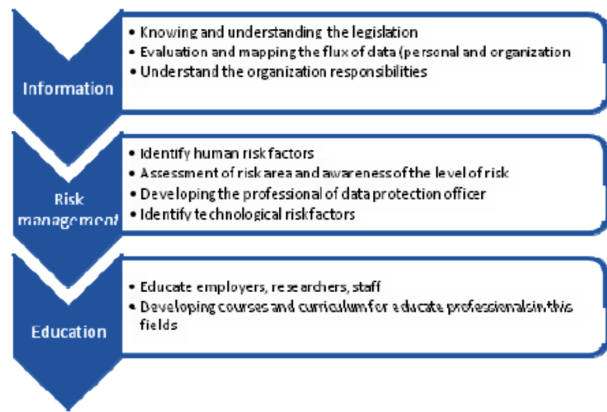 Information
• Knowing and understanding the legislation
• Evaluation and mapping the flux of data (personal and organization
• Understand the organization responsibilities
Risk
management
• Identify human risk factors
• Assessment of risk area and awareness of the level of risk
• Developing the professional of data protection officer
• Identify technological risk factors
Education
• Educate employers, researchers, staff
• Developing courses and curriculum for educate professionals in this
fields